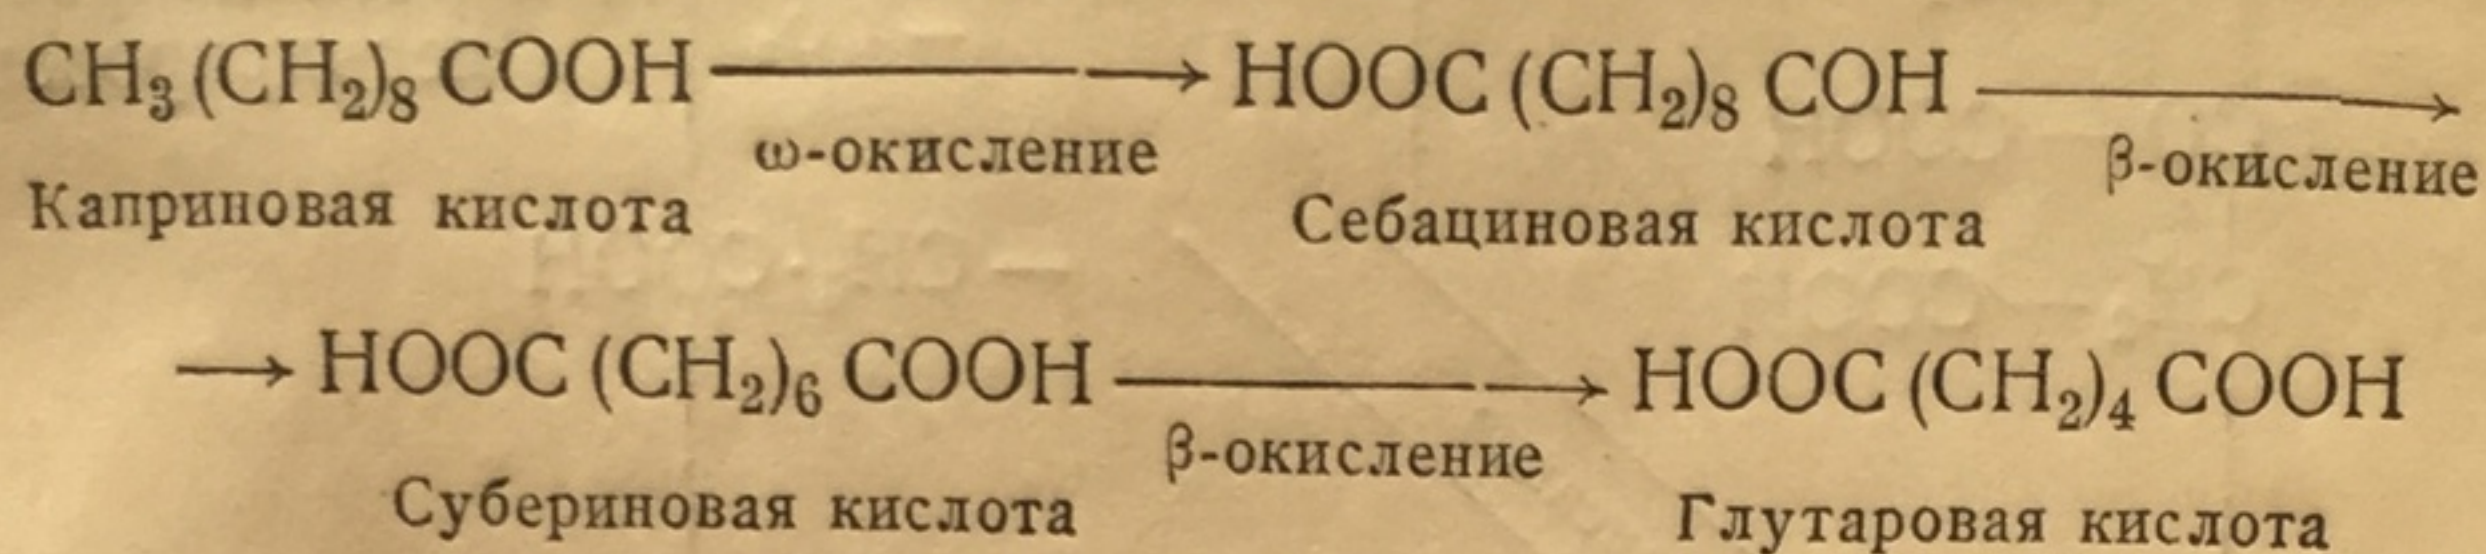 CH₃(CH₂)₈COOH ⟶ HOOC(CH₂)₈COH ⟶
ω-окисление β-окисление
Каприновая кислота Себациновая кислота
⟶ HOOC(CH₂)₆COOH ⟶ HOOC(CH₂)₄COOH
β-окисление
Субериновая кислота Глутаровая кислота